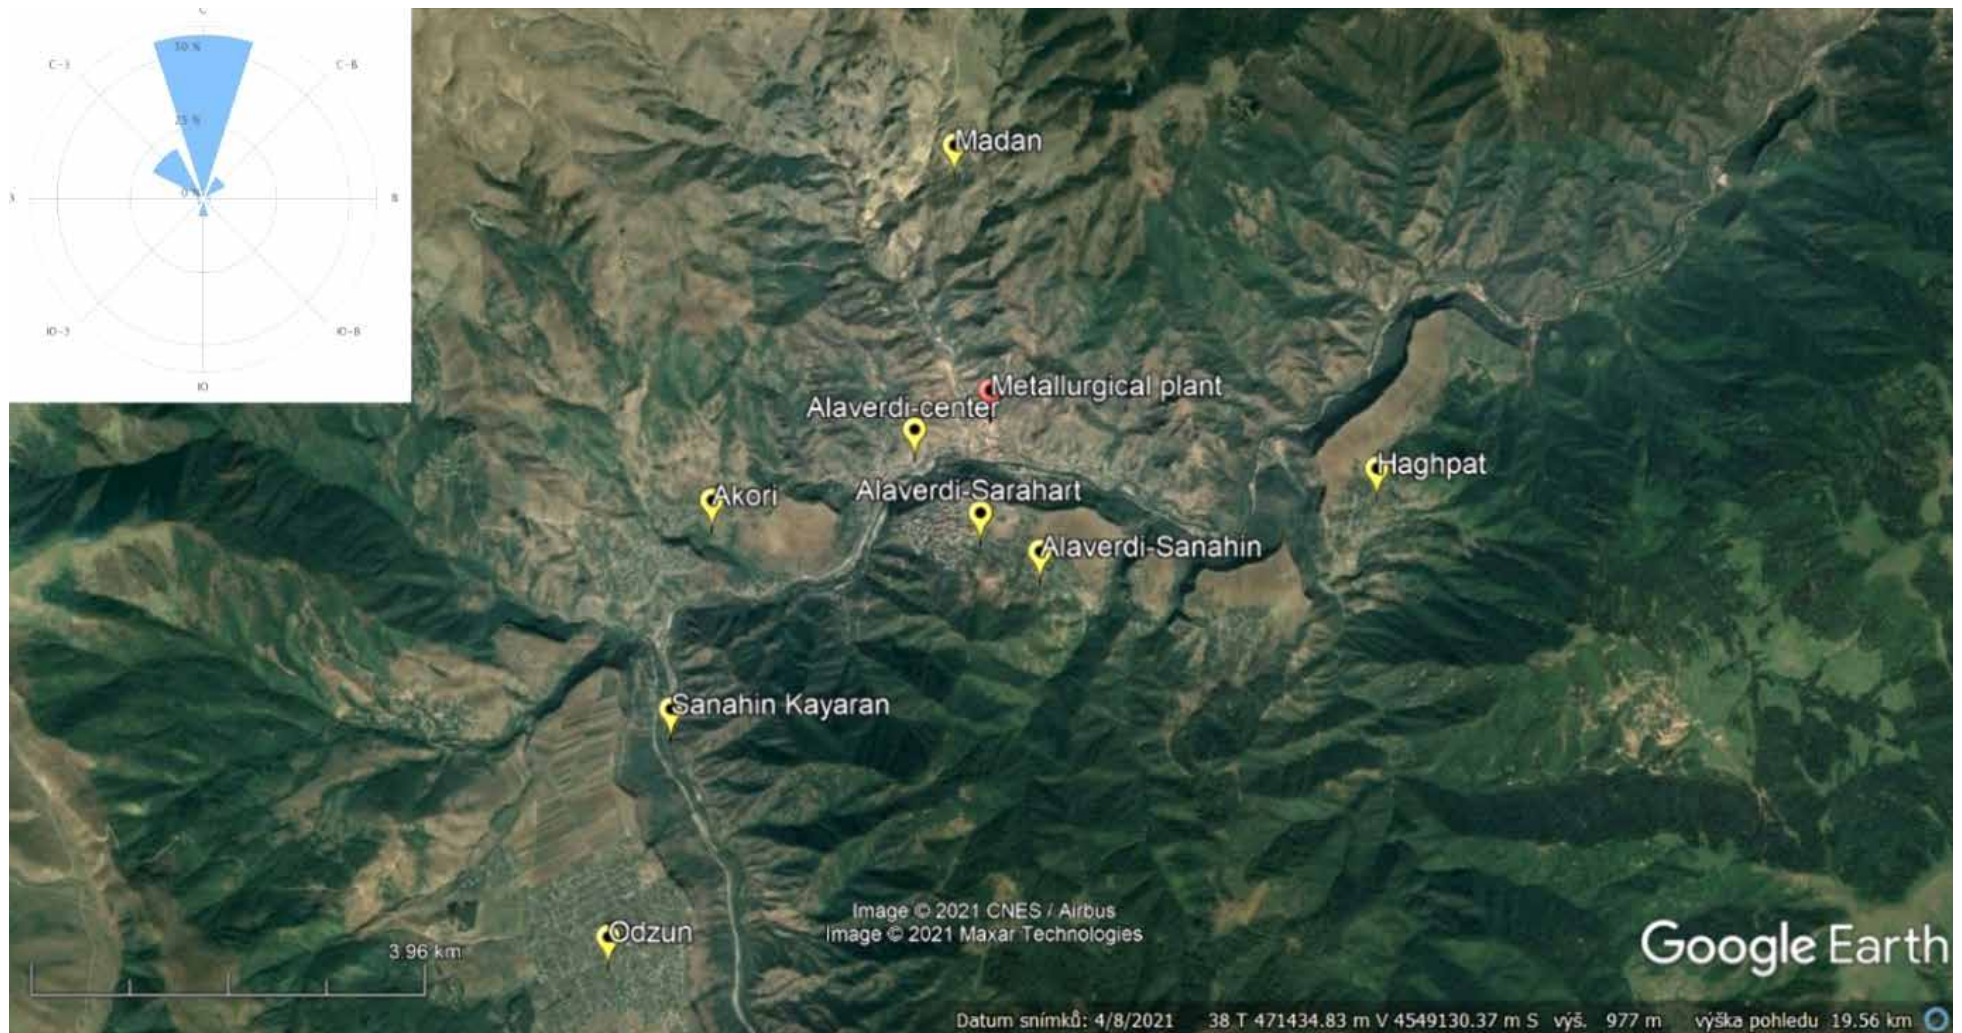 С
50 %
С-З
С-В
25 %
0 %
З
В
Ю-З
Ю-В
Ю
Madan
Metallurgical plant
Alaverdi-center
Haghpat
Akori
Alaverdi-Sarahart
Alaverdi-Sanahin
Sanahin Kayaran
Odzun
3.96 km
Image © 2021 CNES / Airbus
Image © 2021 Maxar Technologies
Google Earth
Datum snímků: 4/8/2021 38 T 471434.83 m V 4549130.37 m S výš. 977 m výška pohledu 19.56 km